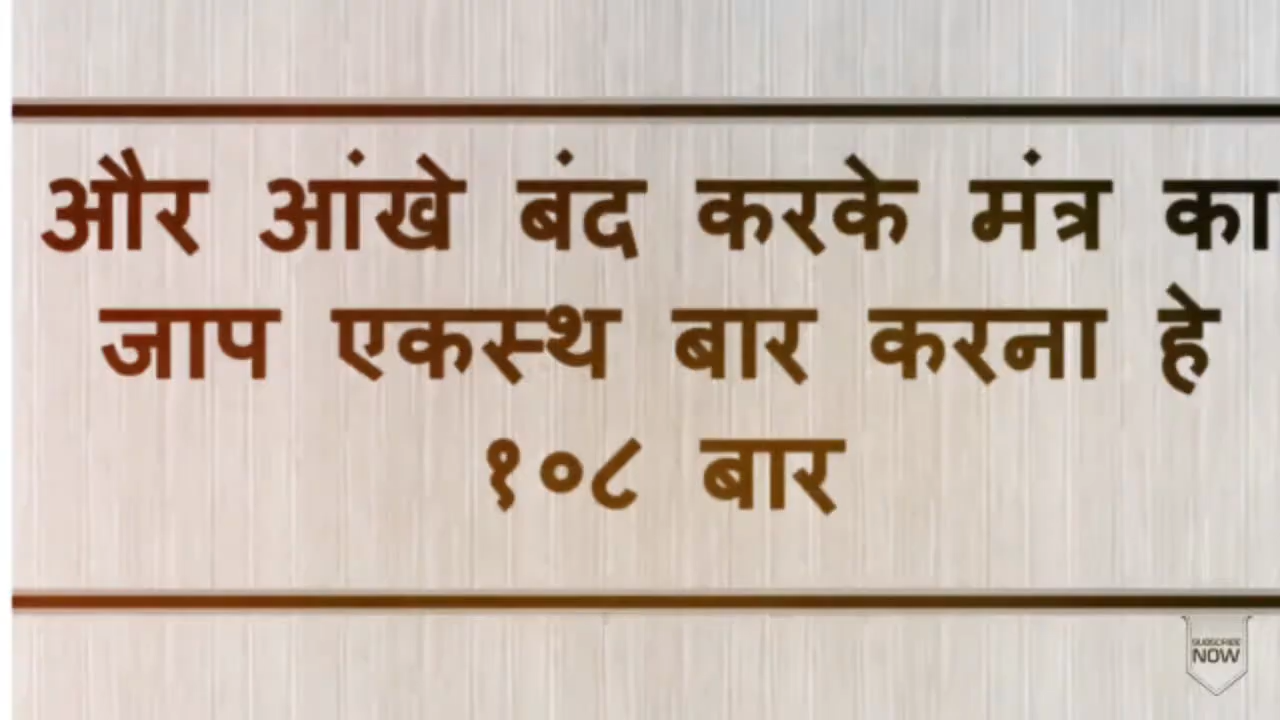 और आंखे बंद करके मंत्र का
जाप एकस्थ बार करना हे
१०८ बार
SUBSCRIBE
NOW